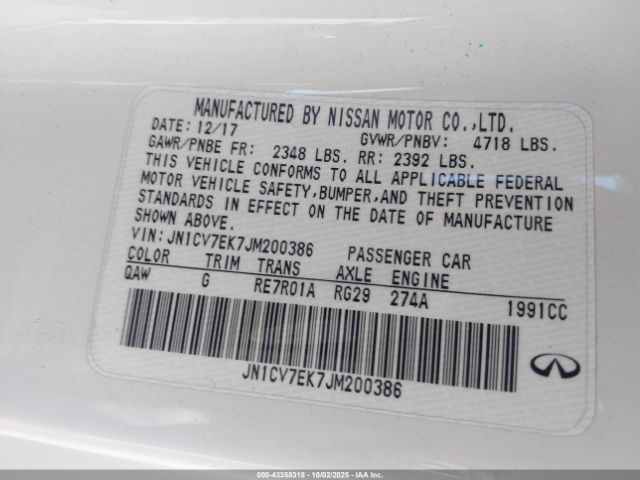 MANUFACTURED BY NISSAN MOTOR CO.,LTD.
DATE: 12/17 GVWR/PNBV: 4718 LBS.
GAWR/PNBE FR: 2348 LBS. RR: 2392 LBS.
THIS VEHICLE CONFORMS TO ALL APPLICABLE FEDERAL
MOTOR VEHICLE SAFETY,BUMPER,AND THEFT PREVENTION
STANDARDS IN EFFECT ON THE DATE OF MANUFACTURE
SHOWN ABOVE.
VIN:JN1CV7EK7JM200386 PASSENGER CAR
COLOR TRIM TRANS AXLE ENGINE
QAW G RE7R01A RG29 274A 1991CC
JN1CV7EK7JM200386
000-43358318 - 10/02/2025 - IAA Inc.